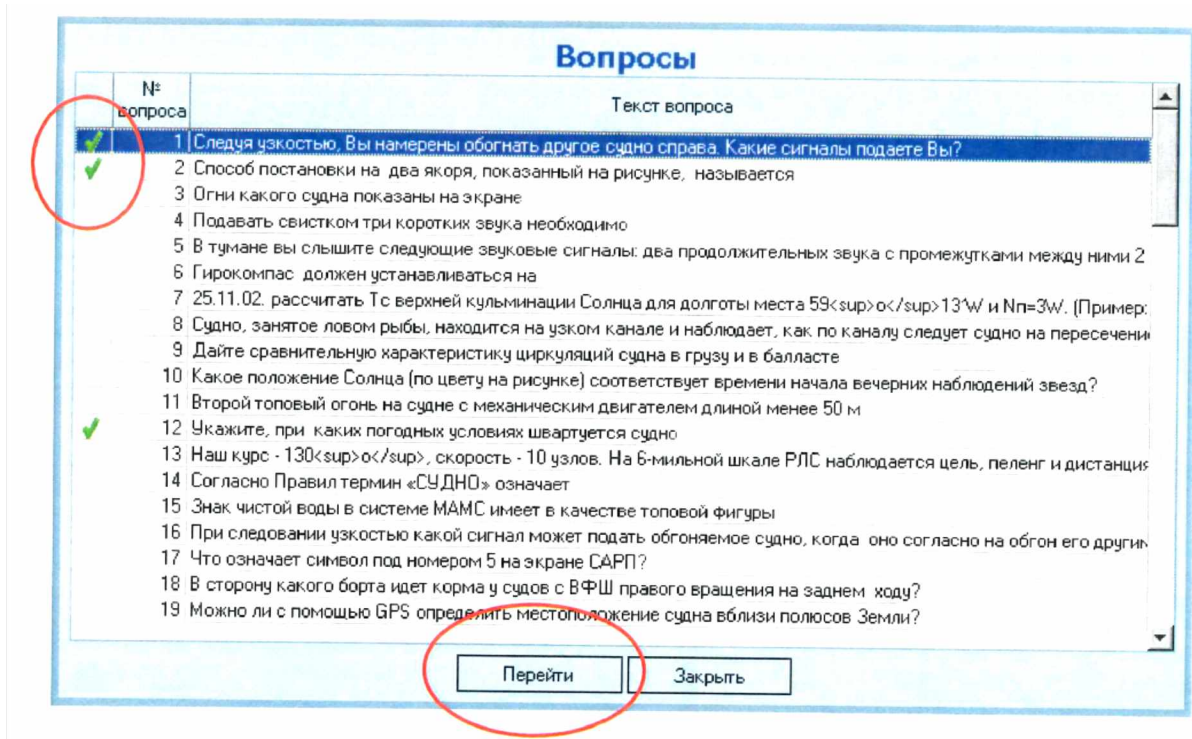 Вопросы
№
вопроса
Текст вопроса
1 Следуя узкостью, Вы намерены обогнать другое судно справа. Какие сигналы подаете Вы?
2 Способ постановки на два якоря, показанный на рисунке, называется
3 Огни какого судна показаны на экране
4 Подавать свистком три коротких звука необходимо
5 В тумане вы слышите следующие звуковые сигналы: два продолжительных звука с промежутками между ними 2
6 Гирокомпас должен устанавливаться на
7 25.11.02. рассчитать Тс верхней кульминации Солнца для долготы места 59<sup>o</sup>13'W и Nп=3W. (Пример:
8 Судно, занятое ловом рыбы, находится на узком канале и наблюдает, как по каналу следует судно на пересечени
9 Дайте сравнительную характеристику циркуляций судна в грузу и в балласте
10 Какое положение Солнца (по цвету на рисунке) соответствует времени начала вечерних наблюдений звезд?
11 Второй топовый огонь на судне с механическим двигателем длиной менее 50 м
12 Укажите, при каких погодных условиях швартуется судно
13 Наш курс - 130<sup>o</sup>, скорость - 10 узлов. На 6-мильной шкале РЛС наблюдается цель, пеленг и дистанция
14 Согласно Правил термин «СУДНО» означает
15 Знак чистой воды в системе МАМС имеет в качестве топовой фигуры
16 При следовании узкостью какой сигнал может подать обгоняемое судно, когда оно согласно на обгон его другим
17 Что означает символ под номером 5 на экране САРП?
18 В сторону какого борта идет корма у судов с ВФШ правого вращения на заднем ходу?
19 Можно ли с помощью GPS определить местоположение судна вблизи полюсов Земли?
Перейти
Закрыть